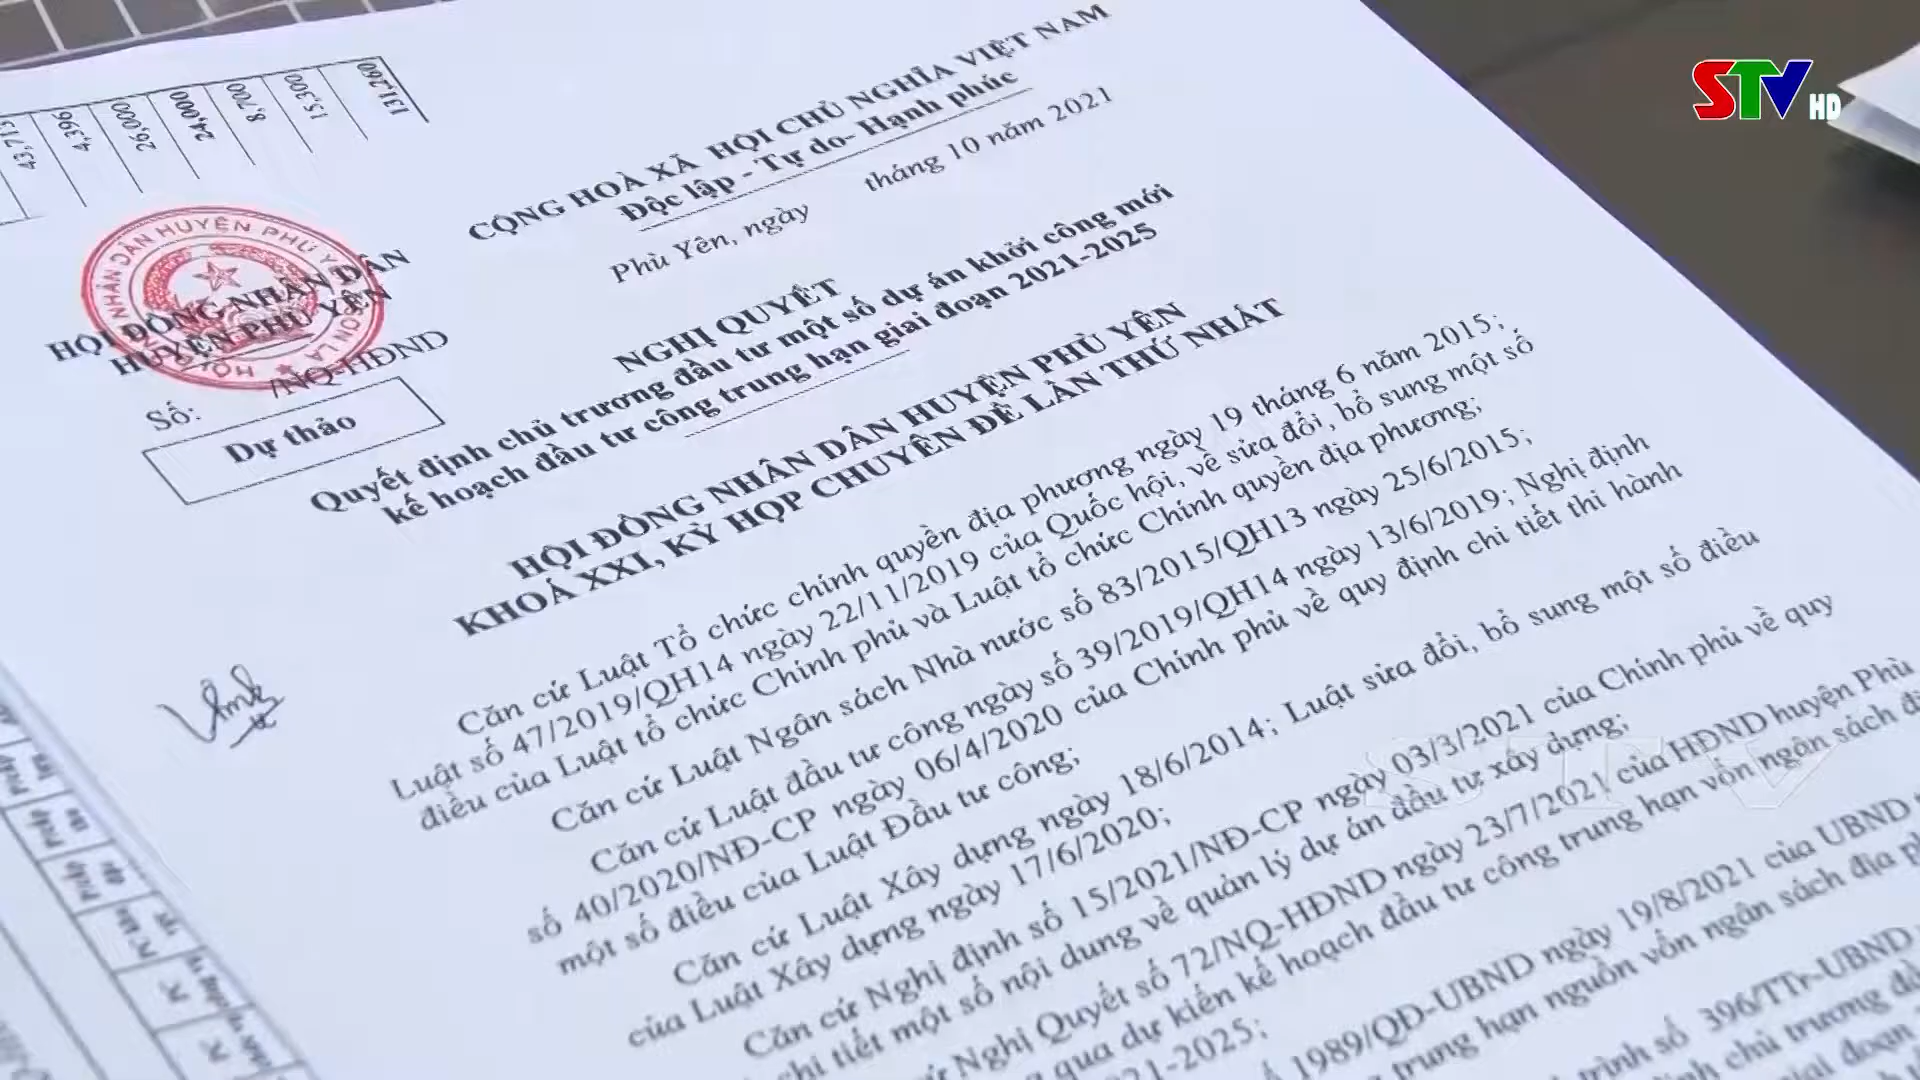 STV HD
131,260
15,300
8,700
24,000
26,000
4,396
43,715
HỘI ĐỒNG NHÂN DÂN
HUYỆN PHÙ YÊN
Số: /NQ-HĐND
Dự thảo
CỘNG HOÀ XÃ HỘI CHỦ NGHĨA VIỆT NAM
Độc lập - Tự do- Hạnh phúc
Phù Yên, ngày tháng 10 năm 2021
NGHỊ QUYẾT
Quyết định chủ trương đầu tư một số dự án khởi công mới
kế hoạch đầu tư công trung hạn giai đoạn 2021-2025
HỘI ĐỒNG NHÂN DÂN HUYỆN PHÙ YÊN
KHOÁ XXI, KỲ HỌP CHUYÊN ĐỀ LẦN THỨ NHẤT
Căn cứ Luật Tổ chức chính quyền địa phương ngày 19 tháng 6 năm 2015;
Luật số 47/2019/QH14 ngày 22/11/2019 của Quốc hội, về sửa đổi, bổ sung một số
điều của Luật tổ chức Chính phủ và Luật tổ chức Chính quyền địa phương;
Căn cứ Luật Ngân sách Nhà nước số 83/2015/QH13 ngày 25/6/2015;
Căn cứ Luật đầu tư công ngày số 39/2019/QH14 ngày 13/6/2019; Nghị định
số 40/2020/NĐ-CP ngày 06/4/2020 của Chính phủ về quy định chi tiết thi hành
một số điều của Luật Đầu tư công;
Căn cứ Luật Xây dựng ngày 18/6/2014; Luật sửa đổi, bổ sung một số điều
của Luật Xây dựng ngày 17/6/2020;
Căn cứ Nghị định số 15/2021/NĐ-CP ngày 03/3/2021 của Chính phủ về quy
chi tiết một số nội dung về quản lý dự án đầu tư xây dựng;
cứ Nghị Quyết số 72/NQ-HĐND ngày 23/7/2021 của HĐND huyện Phù
qua dự kiến kế hoạch đầu tư công trung hạn vốn ngân sách
21-2025;
1989/QĐ-UBND ngày 19/8/2021 của UBND
trung hạn nguồn vốn ngân sách địa
trình số 396/TTr-UBND
chủ trương
giai đoạn